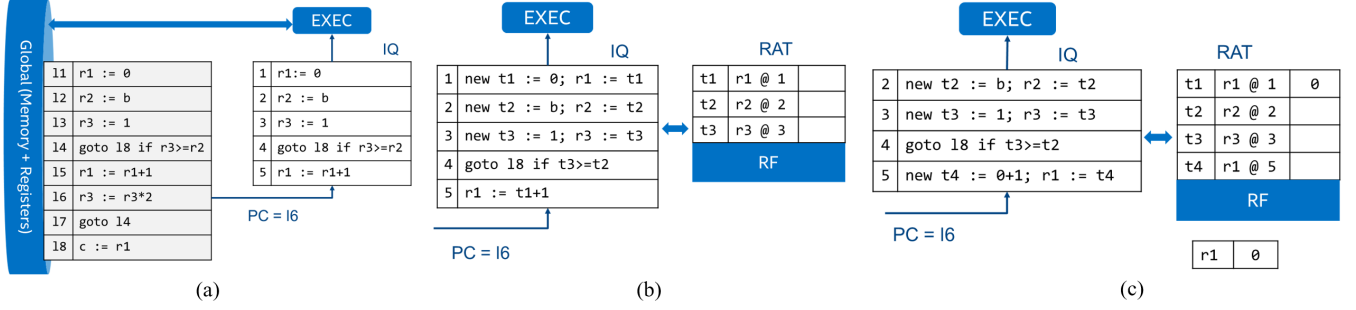 Global (Memory + Registers)
EXEC
IQ
l1 r1 := 0
l2 r2 := b
l3 r3 := 1
l4 goto l8 if r3>=r2
l5 r1 := r1+1
l6 r3 := r3*2
l7 goto l4
l8 c := r1
1 r1:= 0
2 r2 := b
3 r3 := 1
4 goto l8 if r3>=r2
5 r1 := r1+1
PC = l6
(a)
EXEC
IQ
1 new t1 := 0; r1 := t1
2 new t2 := b; r2 := t2
3 new t3 := 1; r3 := t3
4 goto l8 if t3>=t2
5 r1 := t1+1
PC = l6
RAT
t1 r1 @ 1
t2 r2 @ 2
t3 r3 @ 3
RF
(b)
EXEC
IQ
2 new t2 := b; r2 := t2
3 new t3 := 1; r3 := t3
4 goto l8 if t3>=t2
5 new t4 := 0+1; r1 := t4
PC = l6
RAT
t1 r1 @ 1 0
t2 r2 @ 2
t3 r3 @ 3
t4 r1 @ 5
RF
r1 0
(c)